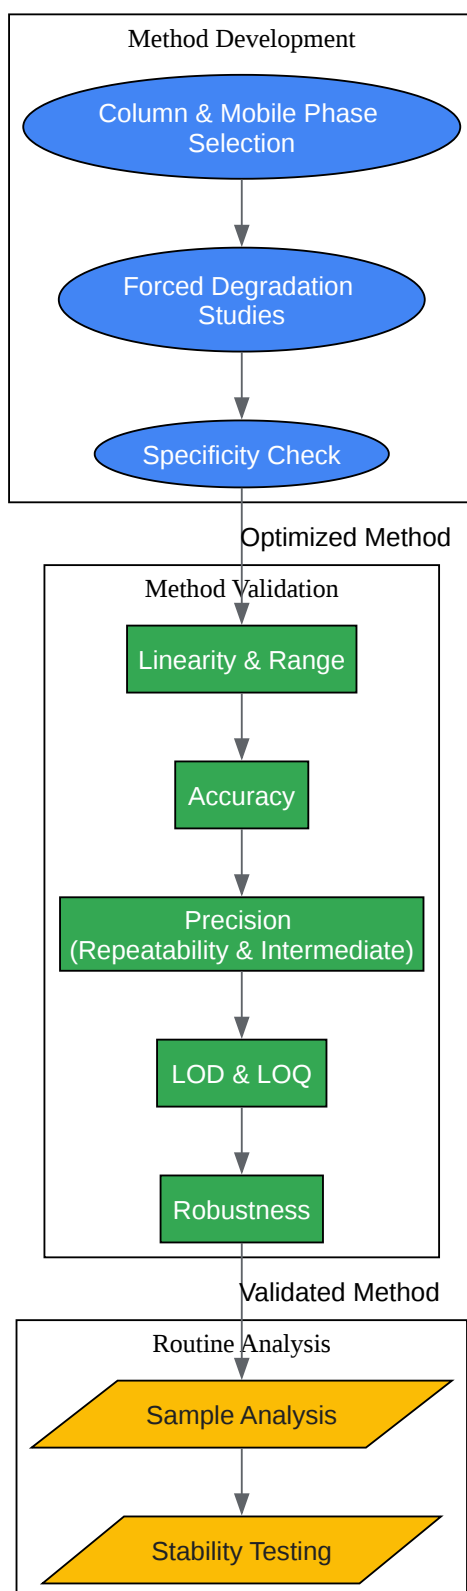 Method Development
Column & Mobile Phase
Selection
Forced Degradation
Studies
Specificity Check
Optimized Method
Method Validation
Linearity & Range
Accuracy
Precision
(Repeatability & Intermediate)
LOD & LOQ
Robustness
Validated Method
Routine Analysis
Sample Analysis
Stability Testing